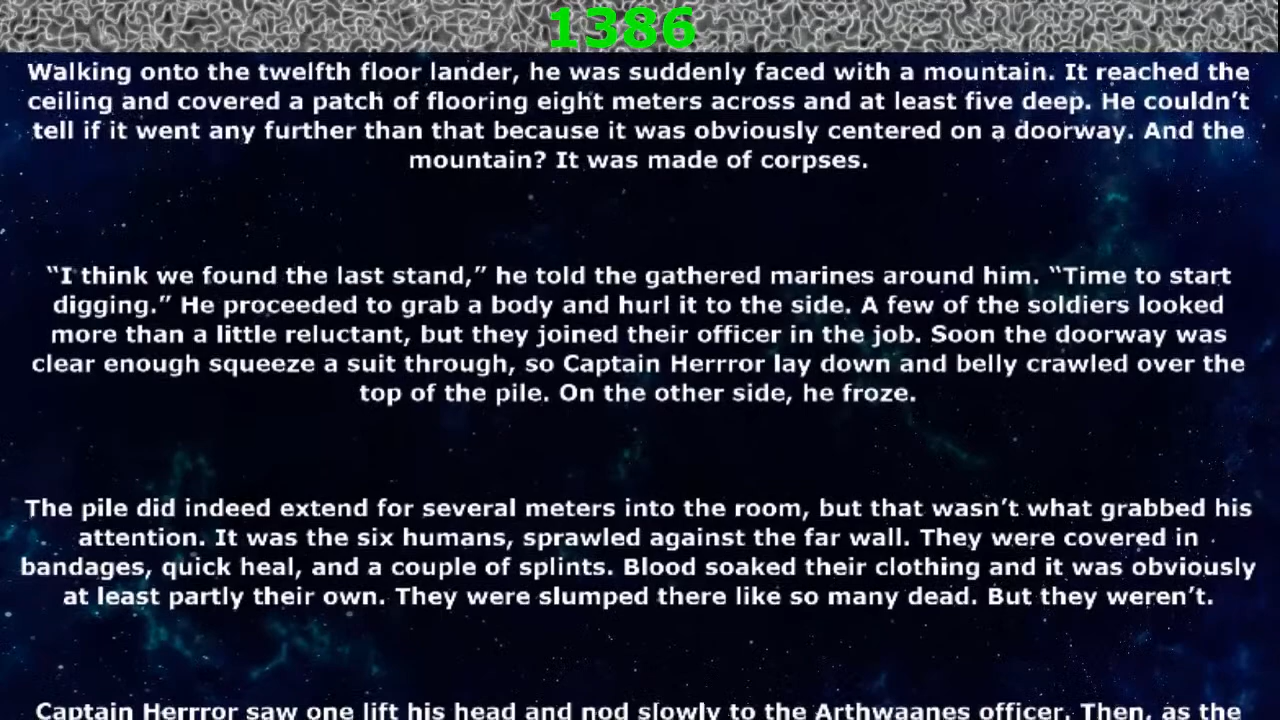 1386
Walking onto the twelfth floor lander, he was suddenly faced with a mountain. It reached the
ceiling and covered a patch of flooring eight meters across and at least five deep. He couldn’t
tell if it went any further than that because it was obviously centered on a doorway. And the
mountain? It was made of corpses.
“I think we found the last stand,” he told the gathered marines around him. “Time to start
digging.” He proceeded to grab a body and hurl it to the side. A few of the soldiers looked
more than a little reluctant, but they joined their officer in the job. Soon the doorway was
clear enough squeeze a suit through, so Captain Herrror lay down and belly crawled over the
top of the pile. On the other side, he froze.
The pile did indeed extend for several meters into the room, but that wasn’t what grabbed his
attention. It was the six humans, sprawled against the far wall. They were covered in
bandages, quick heal, and a couple of splints. Blood soaked their clothing and it was obviously
at least partly their own. They were slumped there like so many dead. But they weren’t.
Captain Herrror saw one lift his head and nod slowly to the Arthwaanes officer. Then, as the